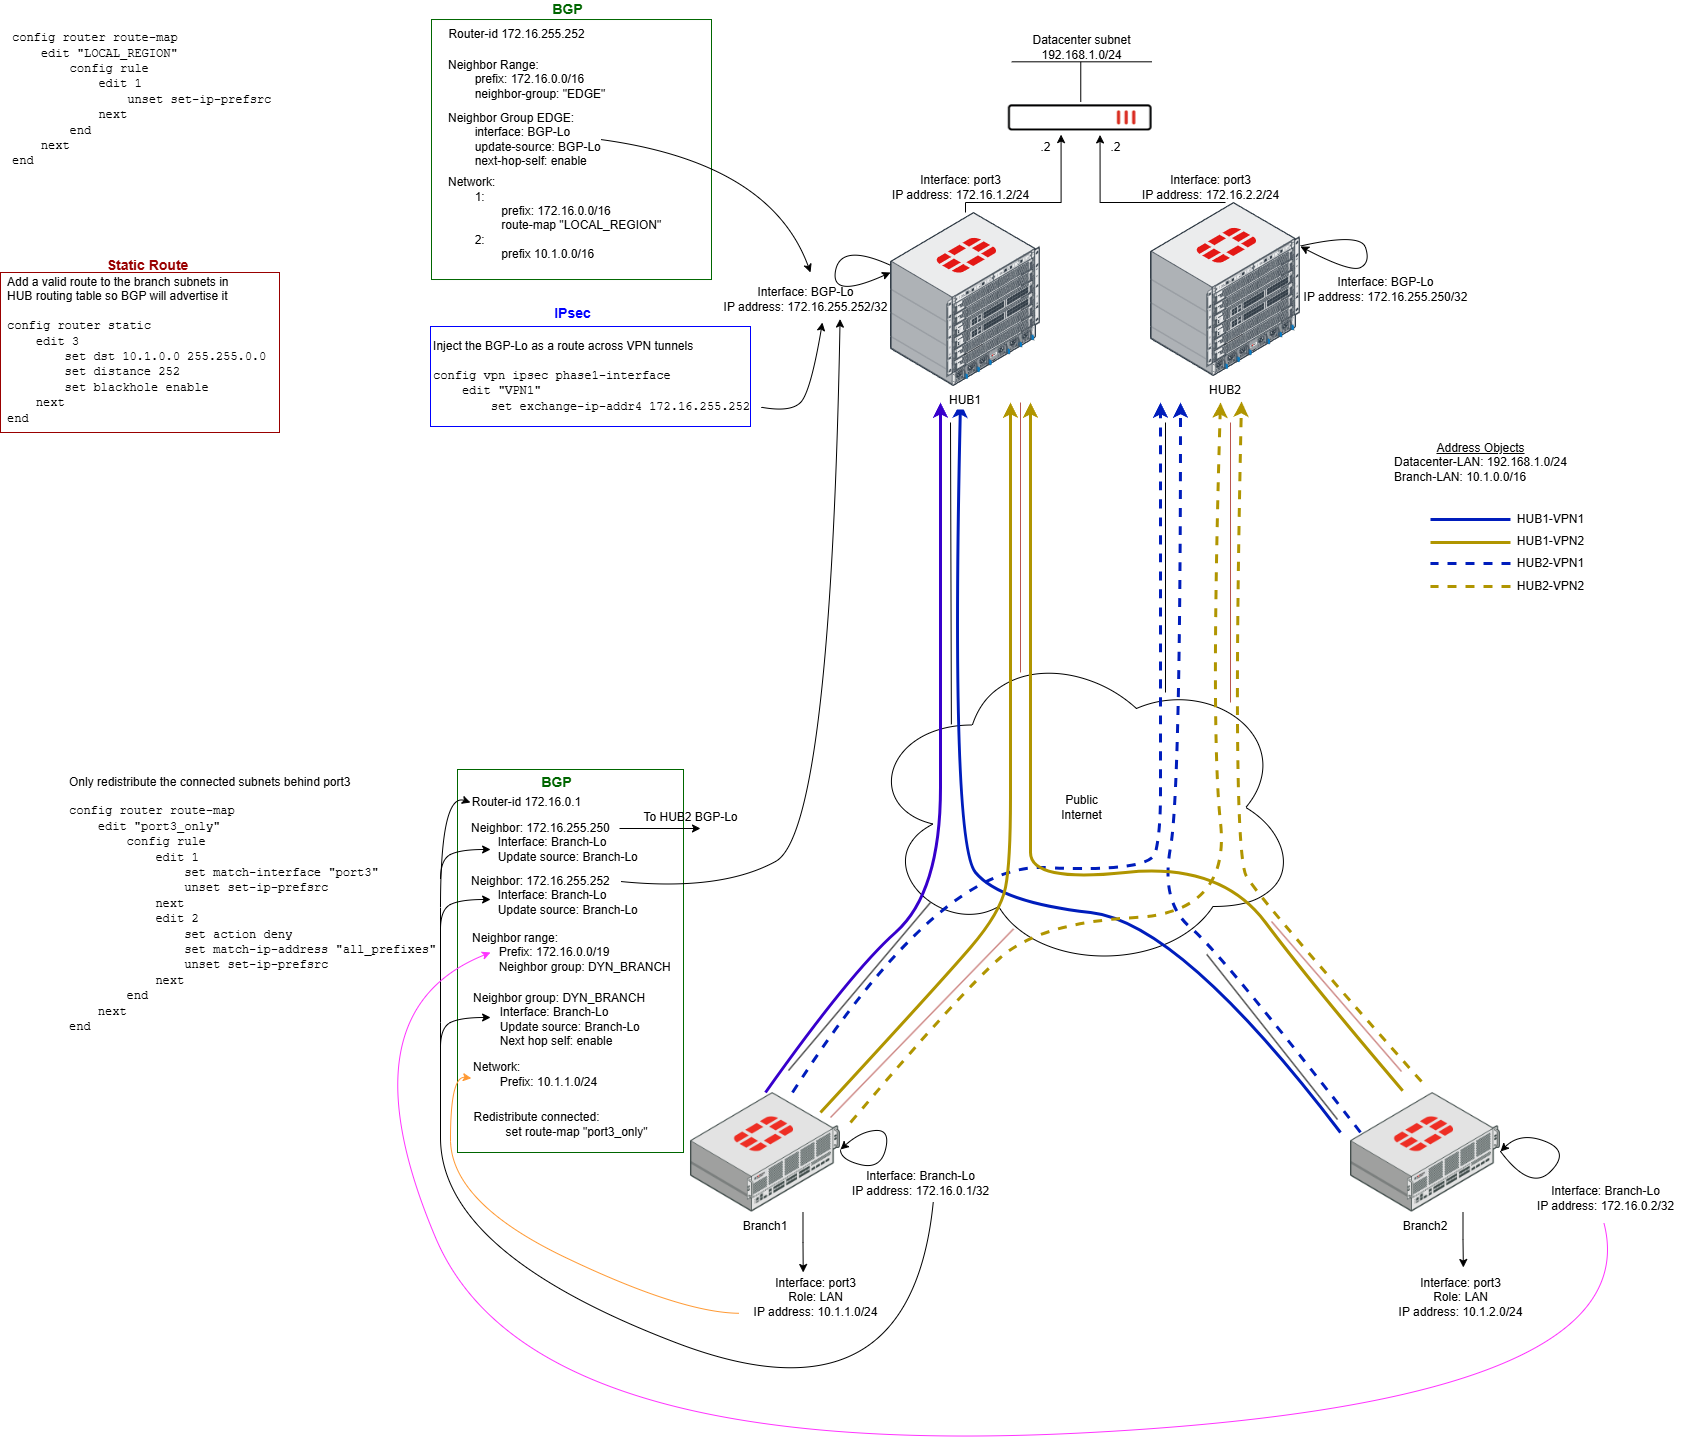 config router route-map
edit "LOCAL_REGION"
config rule
edit 1
unset set-ip-prefsrc
next
end
next
end
Static Route
Add a valid route to the branch subnets in
HUB routing table so BGP will advertise it
config router static
edit 3
set dst 10.1.0.0 255.255.0.0
set distance 252
set blackhole enable
next
end
BGP
Router-id 172.16.255.252
Neighbor Range:
prefix: 172.16.0.0/16
neighbor-group: "EDGE"
Neighbor Group EDGE:
interface: BGP-Lo
update-source: BGP-Lo
next-hop-self: enable
Network:
1:
prefix: 172.16.0.0/16
route-map "LOCAL_REGION"
2:
prefix 10.1.0.0/16
IPsec
Inject the BGP-Lo as a route across VPN tunnels
config vpn ipsec phase1-interface
edit "VPN1"
set exchange-ip-addr4 172.16.255.252
Datacenter subnet
192.168.1.0/24
.2
.2
Interface: port3
IP address: 172.16.1.2/24
Interface: port3
IP address: 172.16.2.2/24
Interface: BGP-Lo
IP address: 172.16.255.252/32
Interface: BGP-Lo
IP address: 172.16.255.250/32
HUB1
HUB2
Address Objects
Datacenter-LAN: 192.168.1.0/24
Branch-LAN: 10.1.0.0/16
HUB1-VPN1
HUB1-VPN2
HUB2-VPN1
HUB2-VPN2
Public
Internet
Only redistribute the connected subnets behind port3
config router route-map
edit "port3_only"
config rule
edit 1
set match-interface "port3"
unset set-ip-prefsrc
next
edit 2
set action deny
set match-ip-address "all_prefixes"
unset set-ip-prefsrc
next
end
next
end
BGP
Router-id 172.16.0.1
To HUB2 BGP-Lo
Neighbor: 172.16.255.250
Interface: Branch-Lo
Update source: Branch-Lo
Neighbor: 172.16.255.252
Interface: Branch-Lo
Update source: Branch-Lo
Neighbor range:
Prefix: 172.16.0.0/19
Neighbor group: DYN_BRANCH
Neighbor group: DYN_BRANCH
Interface: Branch-Lo
Update source: Branch-Lo
Next hop self: enable
Network:
Prefix: 10.1.1.0/24
Redistribute connected:
set route-map "port3_only"
Interface: Branch-Lo
IP address: 172.16.0.1/32
Branch1
Interface: port3
Role: LAN
IP address: 10.1.1.0/24
Interface: Branch-Lo
IP address: 172.16.0.2/32
Branch2
Interface: port3
Role: LAN
IP address: 10.1.2.0/24